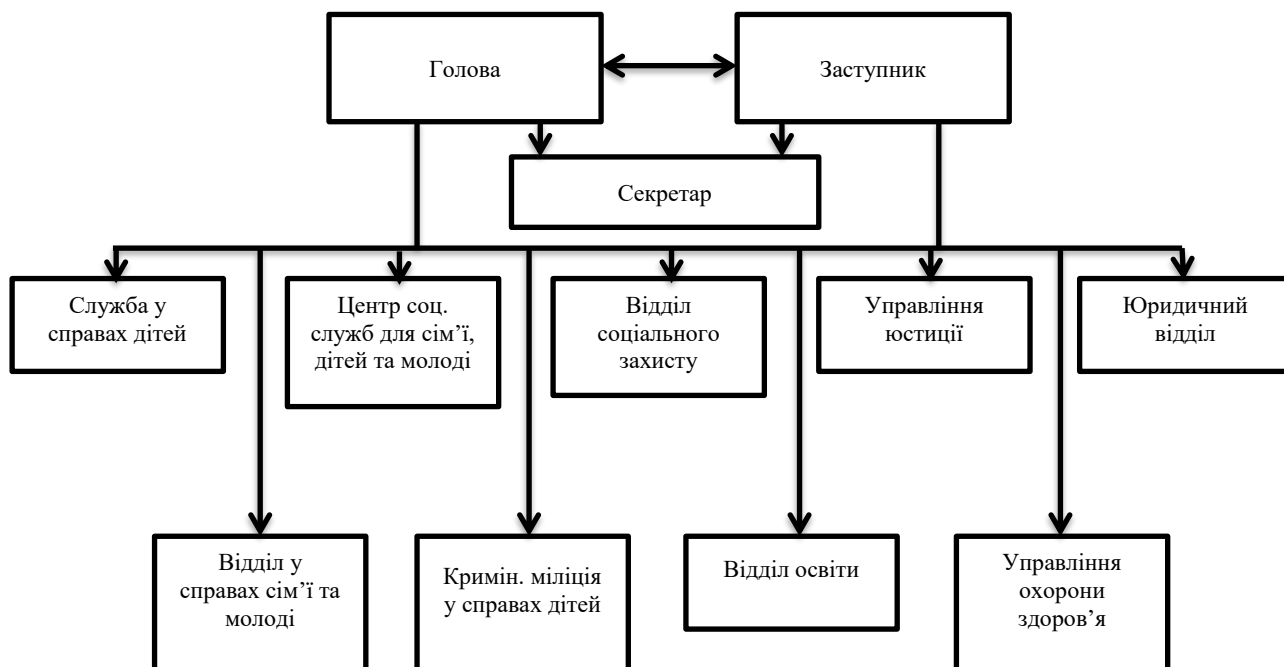 Голова
Заступник
Секретар
Служба у
справах дітей
Центр соц.
служб для сім’ї,
дітей та молоді
Відділ
соціального
захисту
Управління
юстиції
Юридичний
відділ
Відділ у
справах сім’ї та
молоді
Кримін. міліція
у справах дітей
Відділ освіти
Управління
охорони
здоров’я